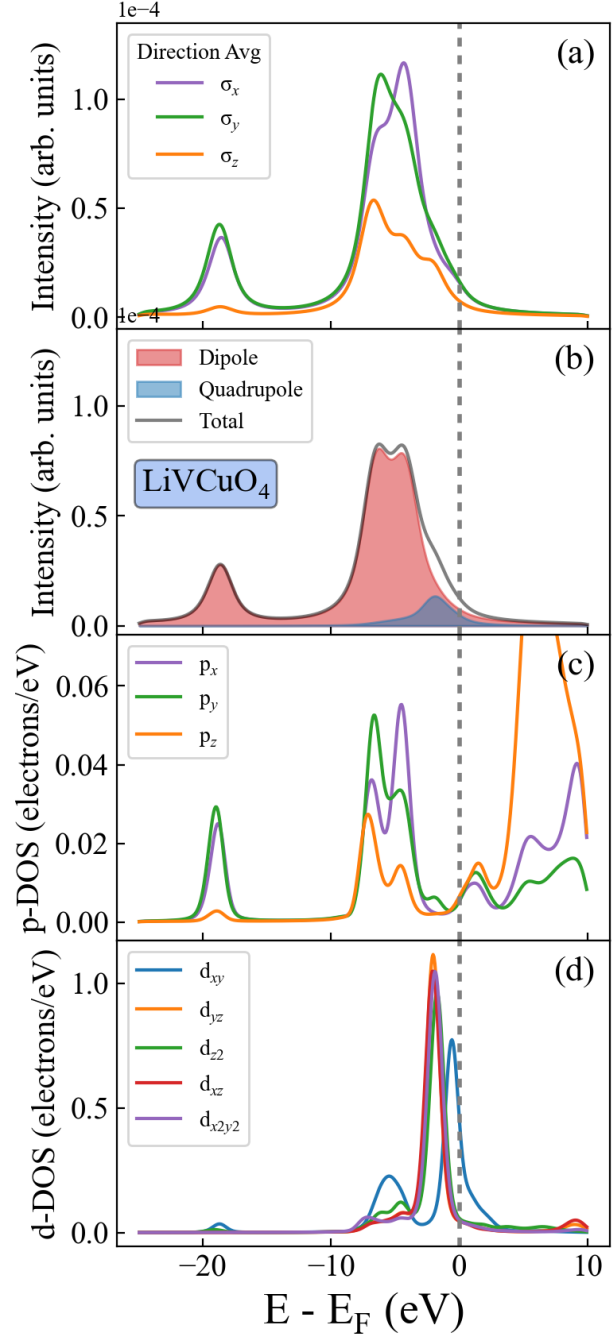 1e−4
(a)
Direction Avg
σx
σy
σz
Intensity (arb. units)
1.0
0.5
0.0
1e−4
(b)
Dipole
Quadrupole
Total
LiVCuO4
Intensity (arb. units)
1.0
0.5
0.0
(c)
px
py
pz
p-DOS (electrons/eV)
0.06
0.04
0.02
0.00
(d)
dxy
dyz
dz2
dxz
dx2y2
d-DOS (electrons/eV)
1.0
0.5
0.0
−20 −10 0 10
E - EF (eV)